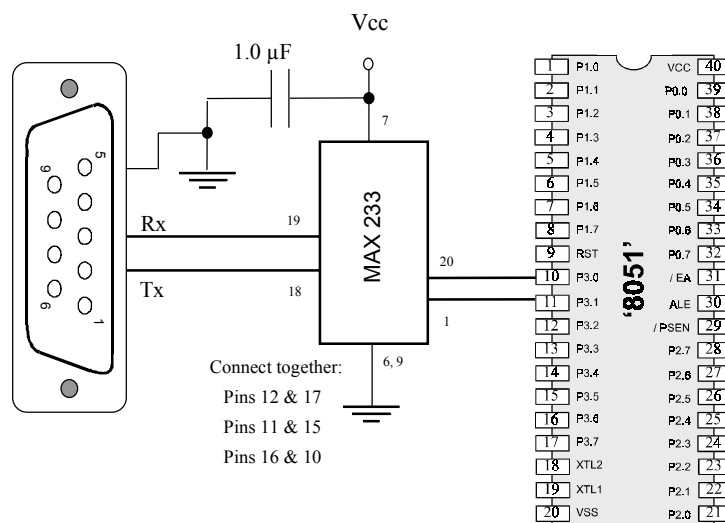 Vcc
1.0 µF
7
5
9
6
1
Rx
Tx
19
18
MAX 233
20
1
6, 9
Connect together:
Pins 12 & 17
Pins 11 & 15
Pins 16 & 10
'8051'
1 P1.0 VCC 40
2 P1.1 P0.0 39
3 P1.2 P0.1 38
4 P1.3 P0.2 37
5 P1.4 P0.3 36
6 P1.5 P0.4 35
7 P1.6 P0.5 34
8 P1.7 P0.6 33
9 RST P0.7 32
10 P3.0 / EA 31
11 P3.1 ALE 30
12 P3.2 / PSEN 29
13 P3.3 P2.7 28
14 P3.4 P2.6 27
15 P3.5 P2.5 26
16 P3.6 P2.4 25
17 P3.7 P2.3 24
18 XTL2 P2.2 23
19 XTL1 P2.1 22
20 VSS P2.0 21